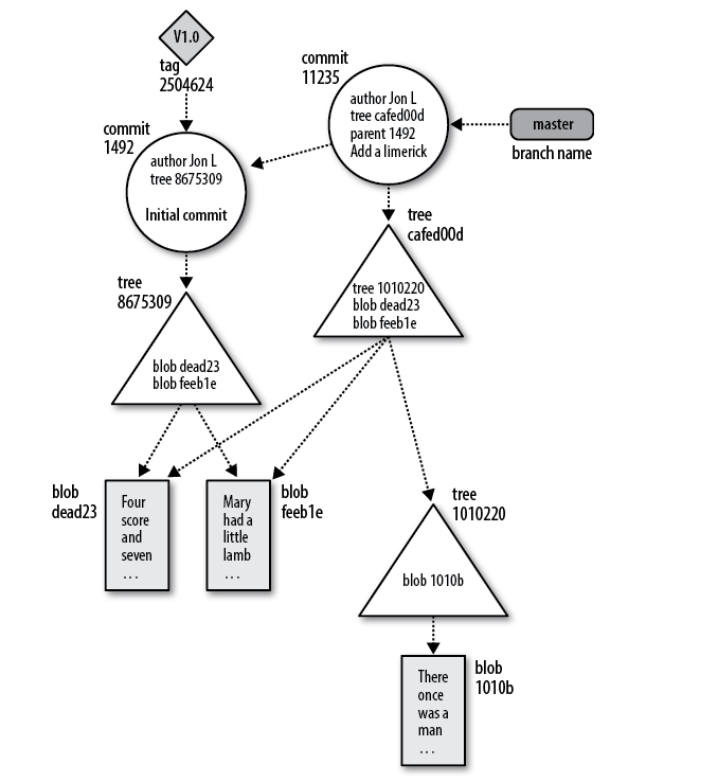 V1.0
tag
2504624
commit
1492
author Jon L
tree 8675309
Initial commit
commit
11235
author Jon L
tree cafed00d
parent 1492
Add a limerick
master
branch name
tree
8675309
blob dead23
blob feeb1e
tree
cafed00d
tree 1010220
blob dead23
blob feeb1e
blob
dead23
Four
score
and
seven
...
Mary
had a
little
lamb
...
blob
feeb1e
tree
1010220
blob 1010b
There
once
was a
man
...
blob
1010b